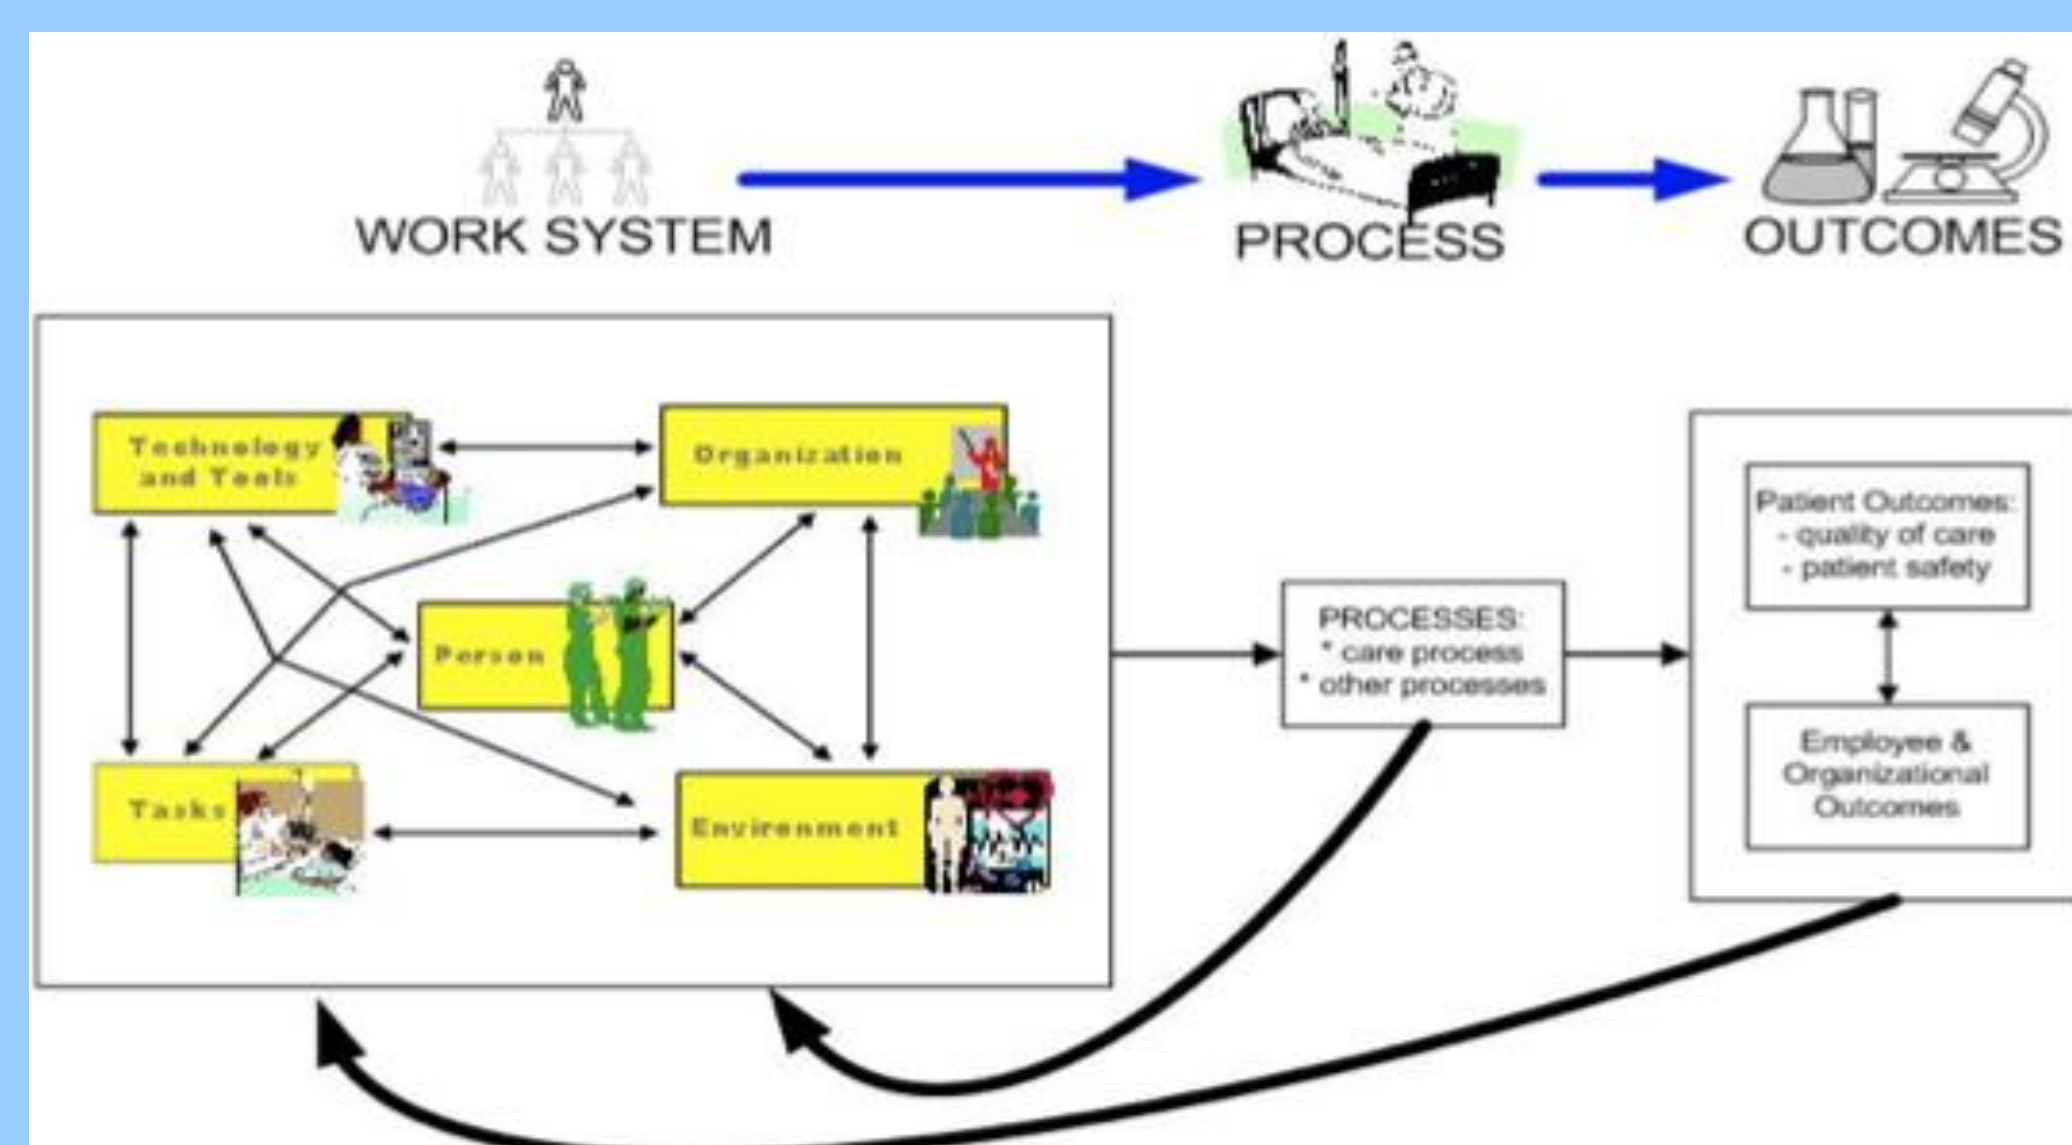 WORK SYSTEM
PROCESS
OUTCOMES
Technology
and Tools
Organization
Person
Tasks
Environment
PROCESSES:
* care process
* other processes
Patient Outcomes:
- quality of care
- patient safety
Employee &
Organizational
Outcomes